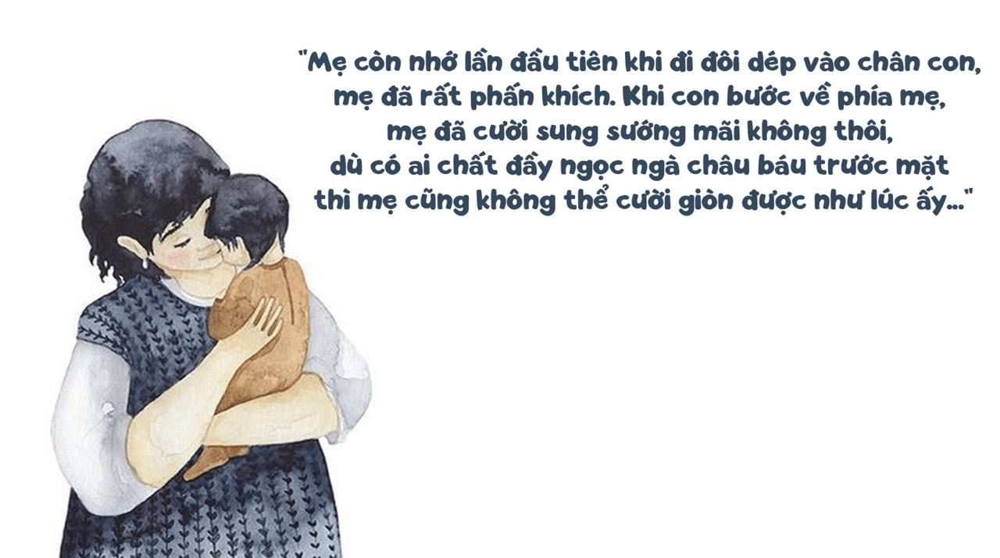 "Mẹ còn nhớ lần đầu tiên khi đi đôi dép vào chân con,
mẹ đã rất phấn khích. Khi con bước về phía mẹ,
mẹ đã cười sung sướng mãi không thôi,
dù có ai chất đầy ngọc ngà châu báu trước mặt
thì mẹ cũng không thể cười giòn được như lúc ấy..."